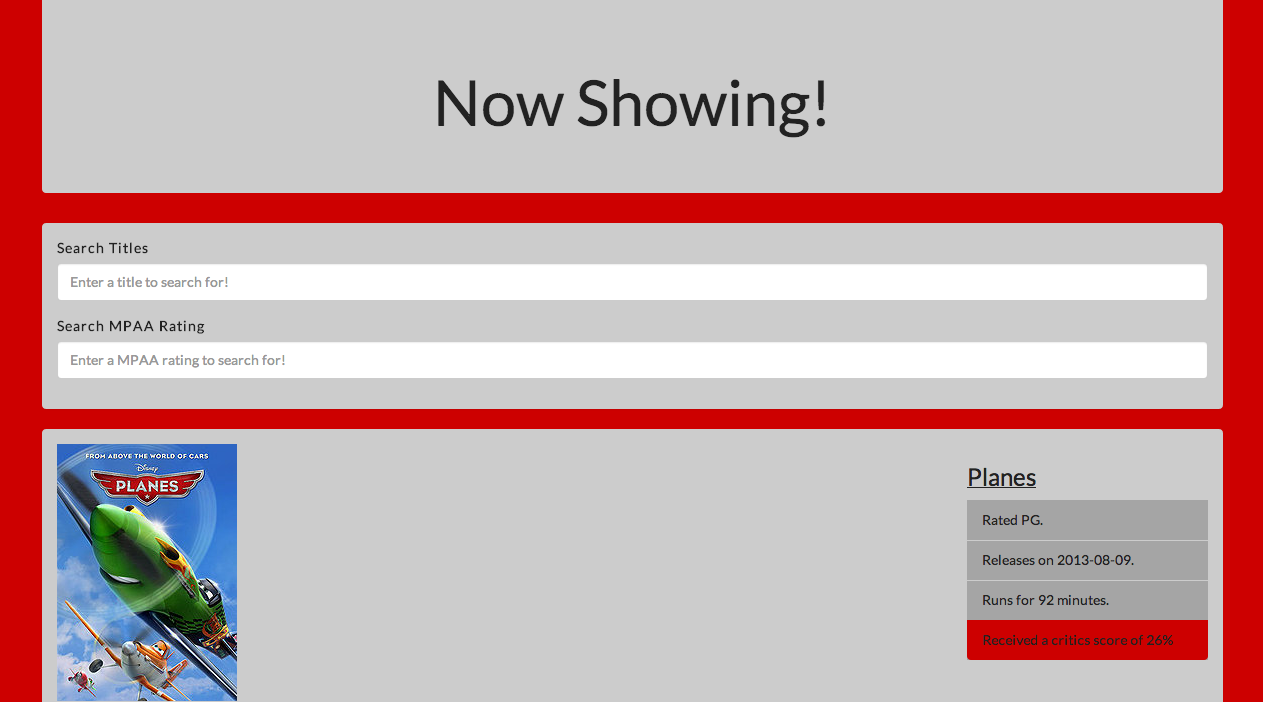 Now Showing!
Search Titles
Enter a title to search for!
Search MPAA Rating
Enter a MPAA rating to search for!
FROM ABOVE THE WORLD OF CARS
Disney
PLANES
Planes
Rated PG.
Releases on 2013-08-09.
Runs for 92 minutes.
Received a critics score of 26%